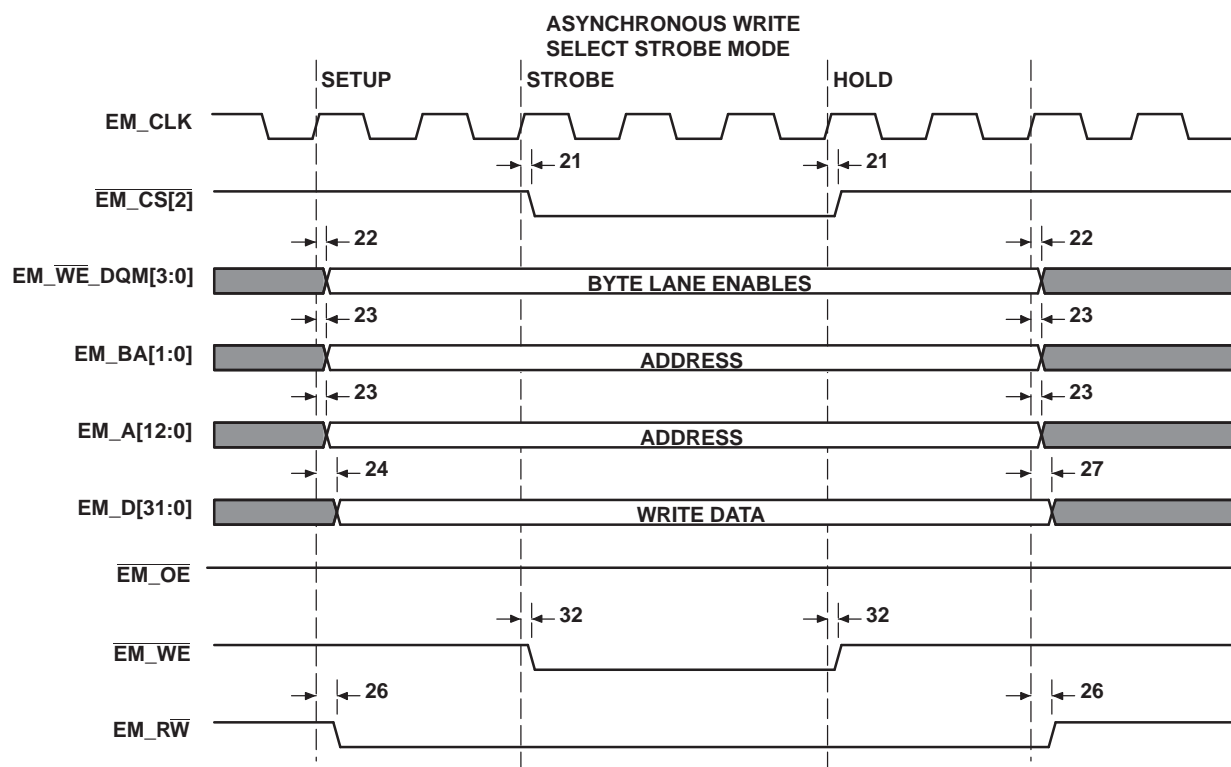 ASYNCHRONOUS WRITE
SELECT STROBE MODE
SETUP STROBE HOLD
EM_CLK
21 21
EM_CS[2]
22 22
EM_WE_DQM[3:0] BYTE LANE ENABLES
23 23
EM_BA[1:0] ADDRESS
23 23
EM_A[12:0] ADDRESS
24 27
EM_D[31:0] WRITE DATA
EM_OE
32 32
EM_WE
26 26
EM_RW